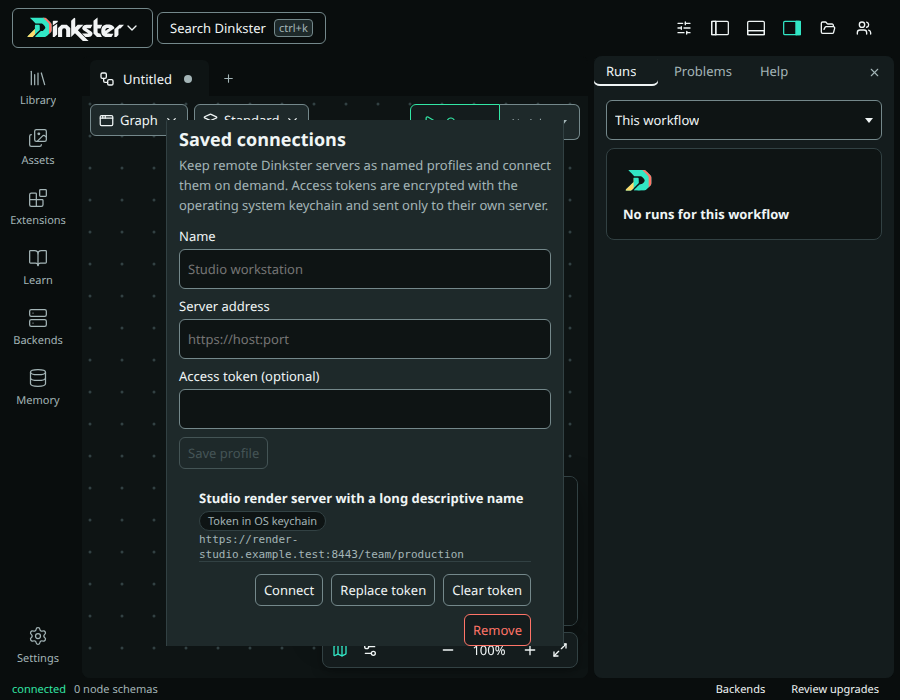 Dinkster
Search Dinkster ctrl+k
Library
Assets
Extensions
Learn
Backends
Memory
Settings
Untitled
Graph
Standard
Saved connections
Keep remote Dinkster servers as named profiles and connect
them on demand. Access tokens are encrypted with the
operating system keychain and sent only to their own server.
Name
Studio workstation
Server address
https://host:port
Access token (optional)
Save profile
Studio render server with a long descriptive name
Token in OS keychain
https://render-
studio.example.test:8443/team/production
Connect Replace token Clear token
Remove
100%
Runs Problems Help
This workflow
No runs for this workflow
connected 0 node schemas
Backends Review upgrades